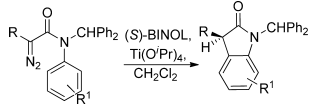 O CHPh₂
R N
N₂
R¹
(S)-BINOL,
Ti(OⁱPr)₄,
CH₂Cl₂
O
R CHPh₂
N
H
R¹